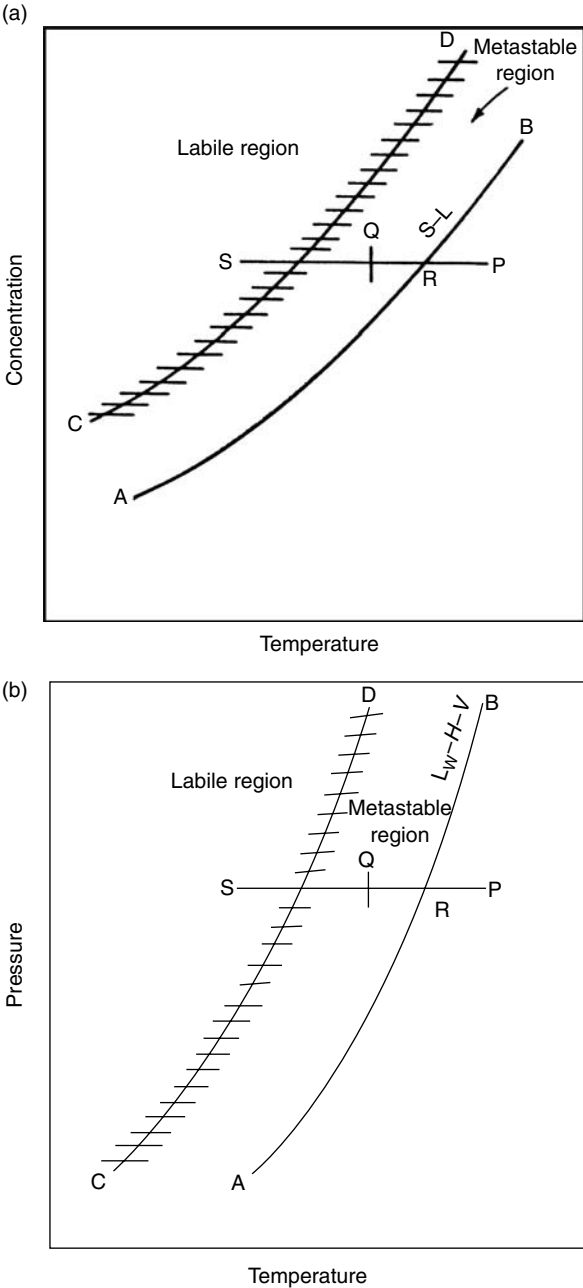 (a)
D
Metastable
region
B
Labile region
S–L
Q
S
P
R
Concentration
C
A
Temperature
(b)
D
B
L_W–H–V
Labile region
Metastable
region
Q
S
P
R
Pressure
C
A
Temperature